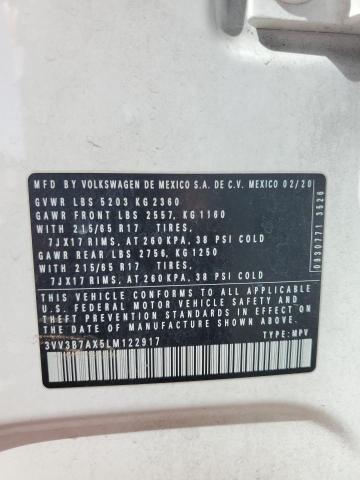 MFD. BY VOLKSWAGEN DE MEXICO S.A. DE C.V. MEXICO 02/20
GVWR LBS 5203 KG 2360
GAWR FRONT LBS 2557, KG 1160
WITH 215/65 R17 TIRES,
7JX17 RIMS, AT 260 KPA, 38 PSI COLD
GAWR REAR LBS 2756, KG 1250
WITH 215/65 R17 TIRES,
7JX17 RIMS, AT 260 KPA, 38 PSI COLD
THIS VEHICLE CONFORMS TO ALL APPLICABLE
U.S. FEDERAL MOTOR VEHICLE SAFETY AND
THEFT PREVENTION STANDARDS IN EFFECT ON
THE DATE OF MANUFACTURE SHOWN ABOVE.
3VV3B7AX5LM122917 TYPE: MPV
0930771 3526